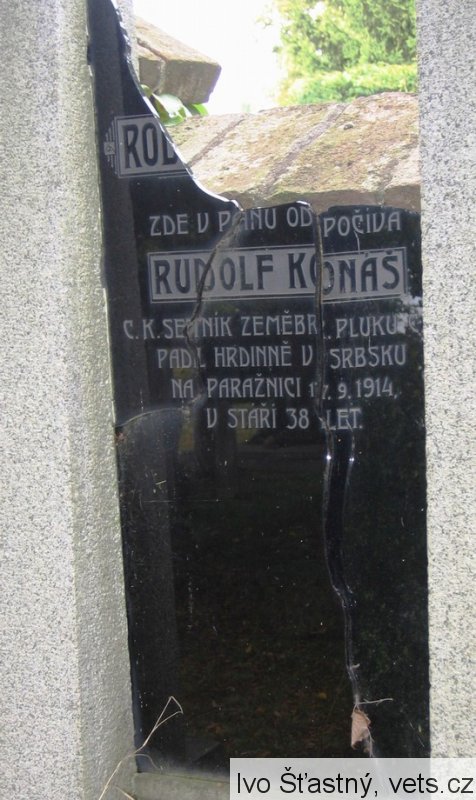 ROD
ZDE V PÁNU ODPOČÍVÁ
RUDOLF KONÁŠ
C. K. SETNÍK ZEMĚBR. PLUKU
PADL HRDINNĚ V SRBSKU
NA PARAŽNICI 17. 9. 1914,
V STÁŘÍ 38 LET.
Ivo Šťastný, vets.cz